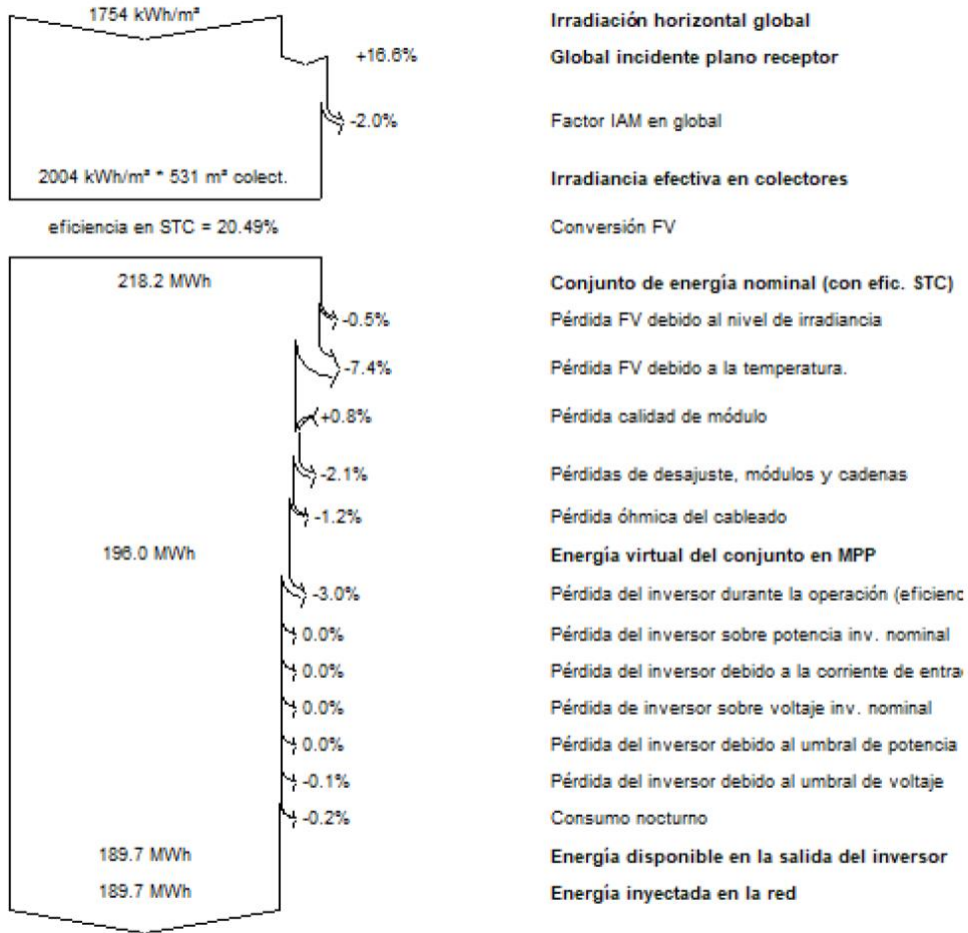 1754 kWh/m² Irradiación horizontal global
+16.6% Global incidente plano receptor
-2.0% Factor IAM en global
2004 kWh/m² * 531 m² colect. Irradiancia efectiva en colectores
eficiencia en STC = 20.49% Conversión FV
218.2 MWh Conjunto de energía nominal (con efic. STC)
-0.5% Pérdida FV debido al nivel de irradiancia
-7.4% Pérdida FV debido a la temperatura.
+0.8% Pérdida calidad de módulo
-2.1% Pérdidas de desajuste, módulos y cadenas
-1.2% Pérdida óhmica del cableado
196.0 MWh Energía virtual del conjunto en MPP
-3.0% Pérdida del inversor durante la operación (eficienc
0.0% Pérdida del inversor sobre potencia inv. nominal
0.0% Pérdida del inversor debido a la corriente de entra
0.0% Pérdida de inversor sobre voltaje inv. nominal
0.0% Pérdida del inversor debido al umbral de potencia
-0.1% Pérdida del inversor debido al umbral de voltaje
-0.2% Consumo nocturno
189.7 MWh Energía disponible en la salida del inversor
189.7 MWh Energía inyectada en la red